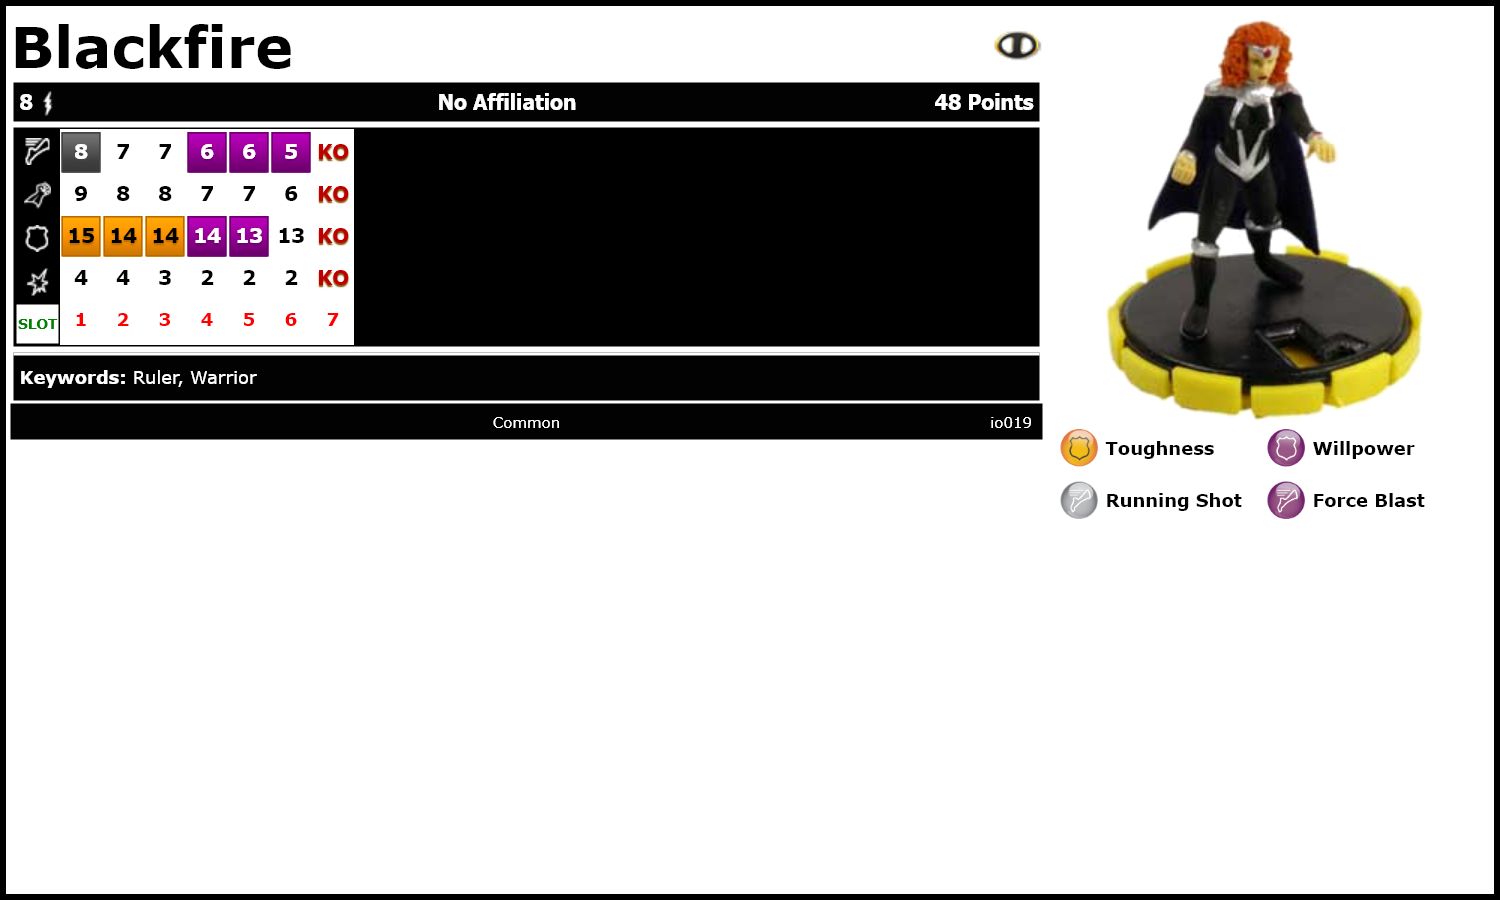 Blackfire
8 No Affiliation 48 Points
8 7 7 6 6 5 KO
9 8 8 7 7 6 KO
15 14 14 14 13 13 KO
4 4 3 2 2 2 KO
SLOT 1 2 3 4 5 6 7
Keywords: Ruler, Warrior
Common io019
Toughness Willpower
Running Shot Force Blast